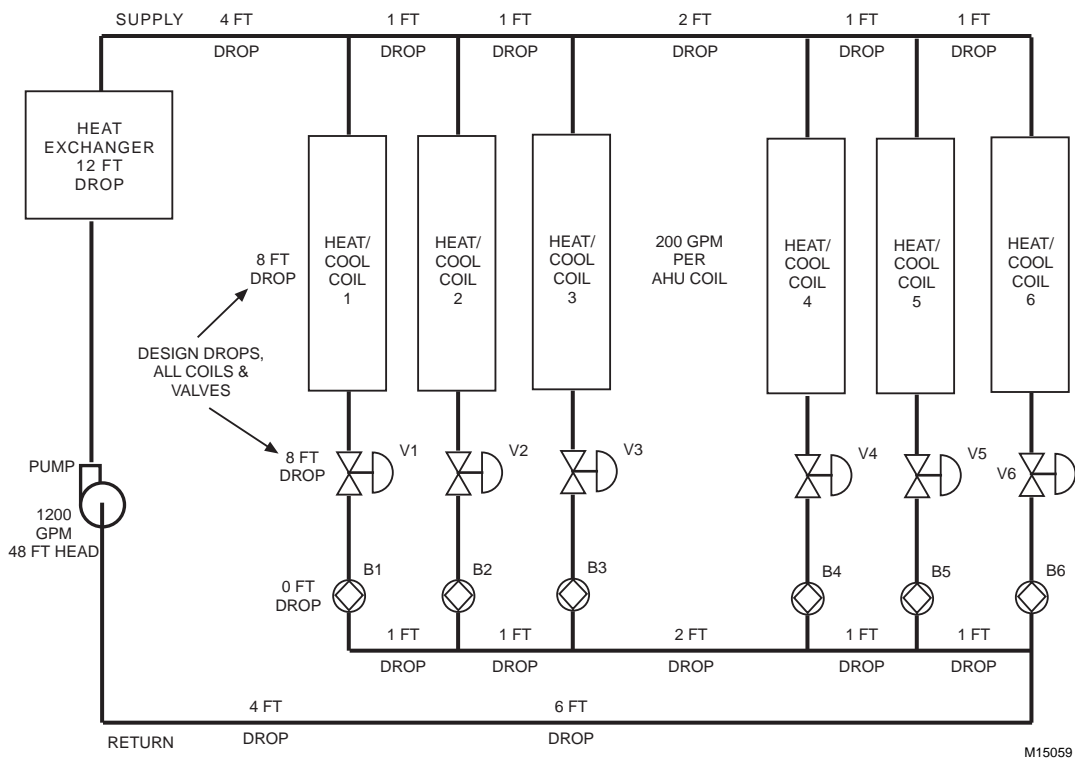 SUPPLY 4 FT 1 FT 1 FT 2 FT 1 FT 1 FT
DROP DROP DROP DROP DROP DROP
HEAT
EXCHANGER
12 FT
DROP
8 FT
DROP
HEAT/
COOL
COIL
1
HEAT/
COOL
COIL
2
HEAT/
COOL
COIL
3
200 GPM
PER
AHU COIL
HEAT/
COOL
COIL
4
HEAT/
COOL
COIL
5
HEAT/
COOL
COIL
6
DESIGN DROPS,
ALL COILS &
VALVES
8 FT
DROP
V1 V2 V3 V4 V5 V6
PUMP
1200
GPM
48 FT HEAD
0 FT
DROP
B1 B2 B3 B4 B5 B6
1 FT 1 FT 2 FT 1 FT 1 FT
DROP DROP DROP DROP DROP
4 FT 6 FT
RETURN DROP DROP
M15059